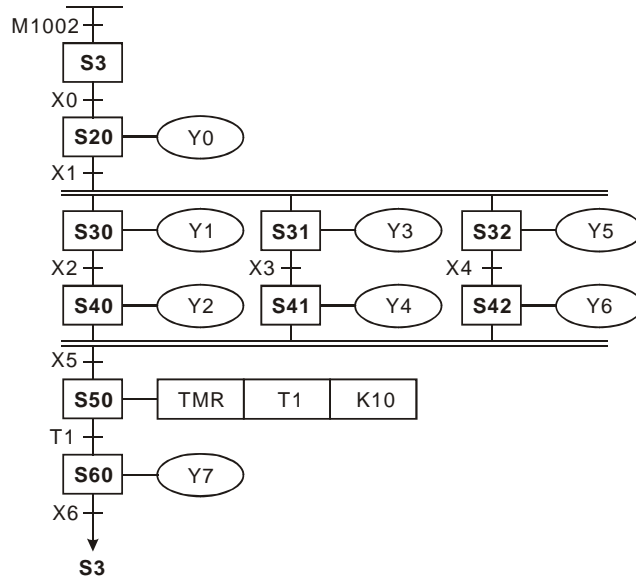 M1002
S3
X0
S20 Y0
X1
S30 Y1 S31 Y3 S32 Y5
X2 X3 X4
S40 Y2 S41 Y4 S42 Y6
X5
S50 TMR T1 K10
T1
S60 Y7
X6
S3